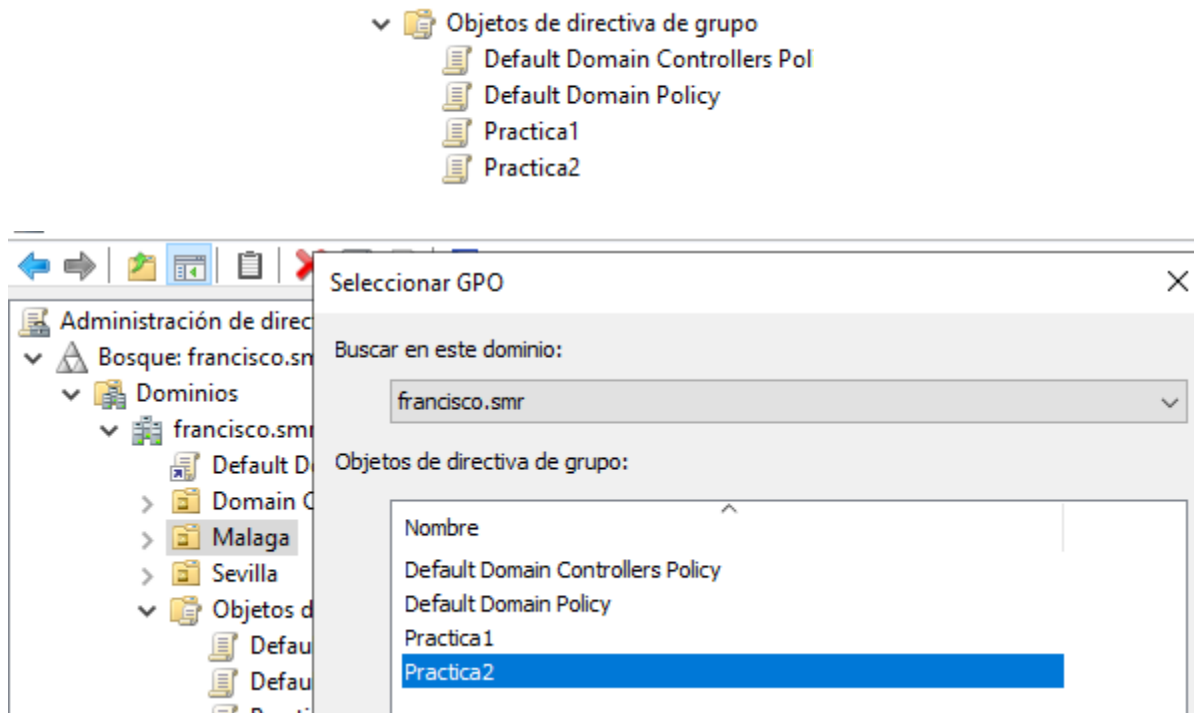 Objetos de directiva de grupo
Default Domain Controllers Pol
Default Domain Policy
Practica1
Practica2
Administración de direc
Bosque: francisco.sm
Dominios
francisco.smr
Default D
Domain C
Malaga
Sevilla
Objetos d
Defau
Defau
Seleccionar GPO
Buscar en este dominio:
francisco.smr
Objetos de directiva de grupo:
Nombre
Default Domain Controllers Policy
Default Domain Policy
Practica1
Practica2